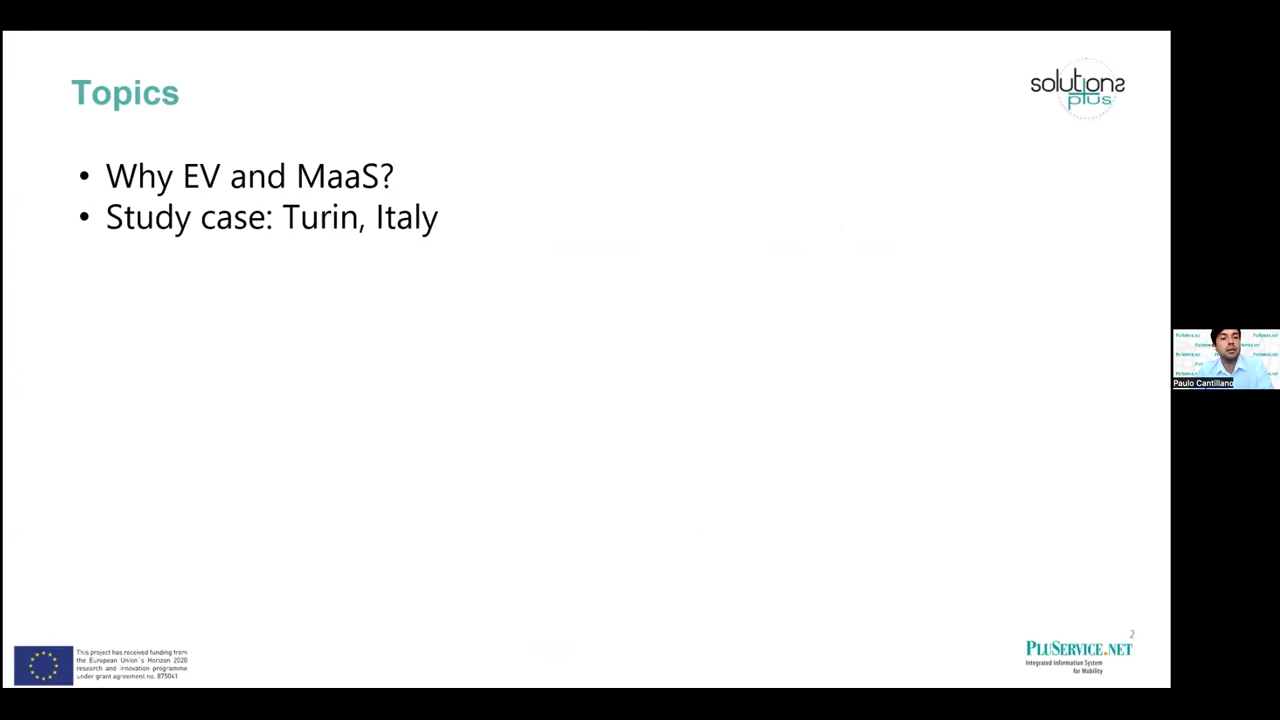 Topics
solutions
plus
• Why EV and MaaS?
• Study case: Turin, Italy
Paulo Cantillano
2
PLUSERVICE.NET
Integrated Information System
for Mobility
This project has received funding from
the European Union's Horizon 2020
research and innovation programme
under grant agreement no. 875041